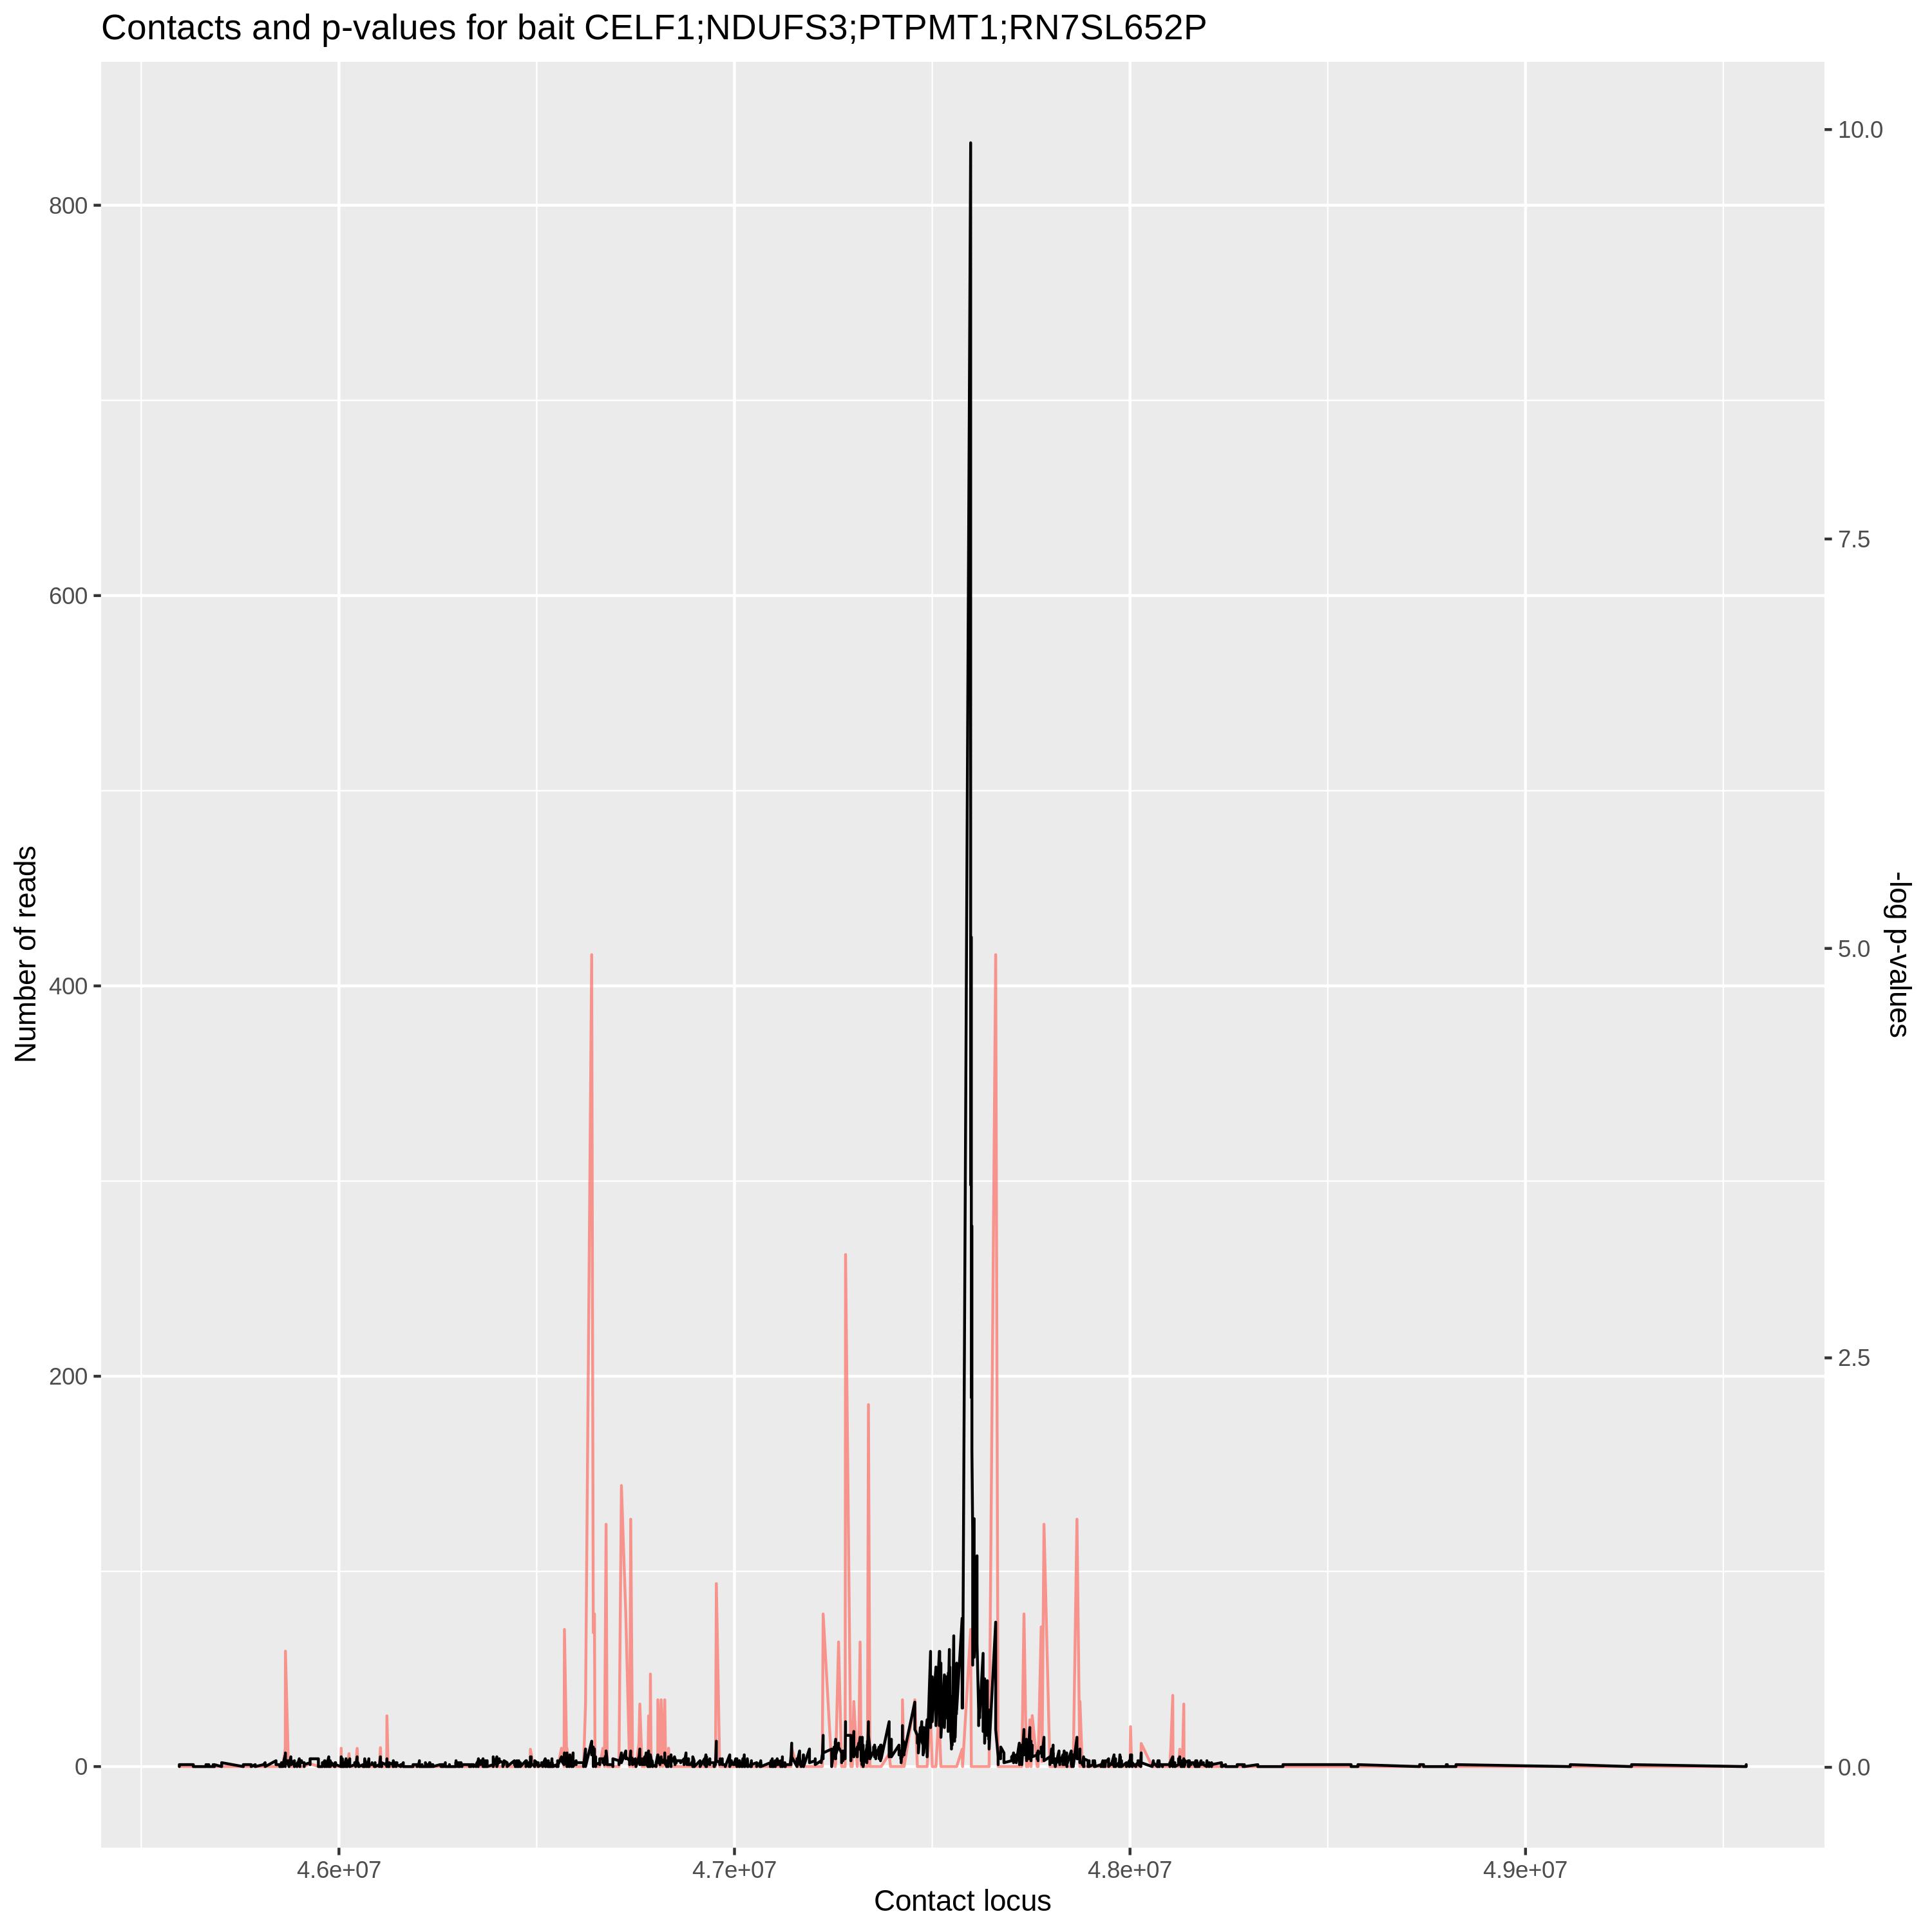 Contacts and p-values for bait CELF1;NDUFS3;PTPMT1;RN7SL652P
10.0
800
7.5
600
Number of reads
-log p-values
5.0
400
2.5
200
0
0.0
4.6e+07 4.7e+07 4.8e+07 4.9e+07
Contact locus